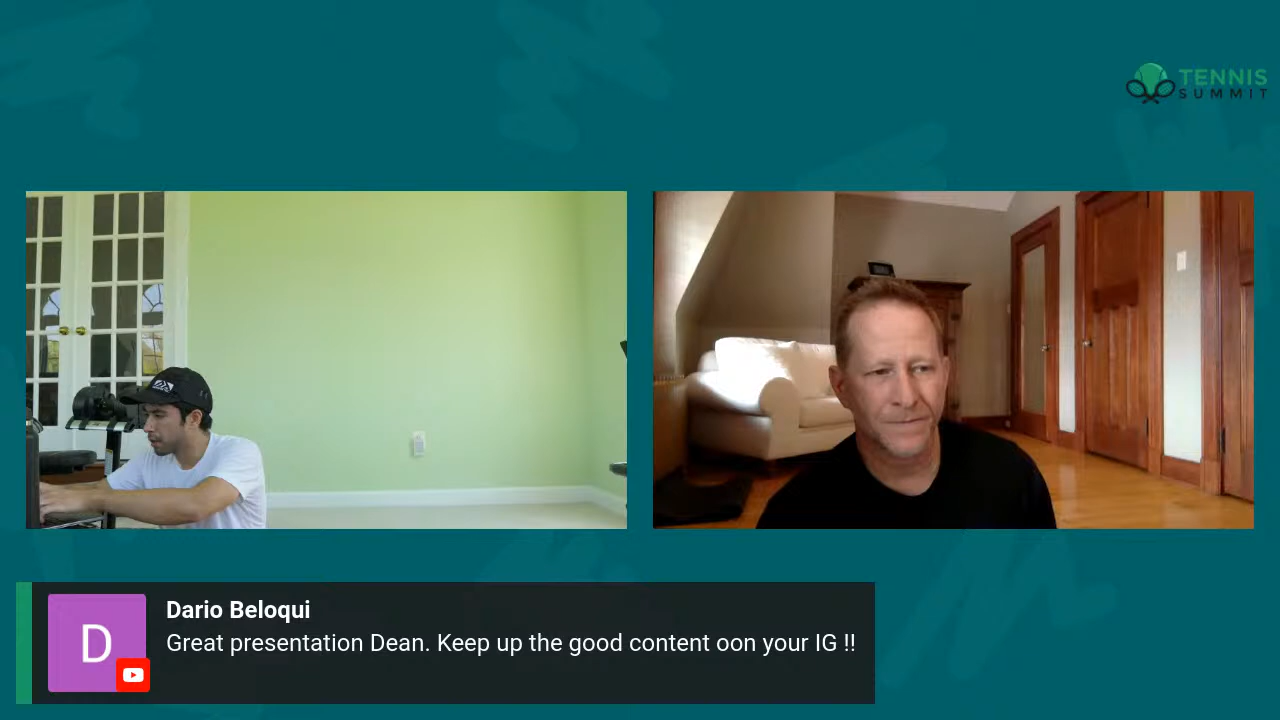 TENNIS
SUMMIT
D
Dario Beloqui
Great presentation Dean. Keep up the good content oon your IG !!